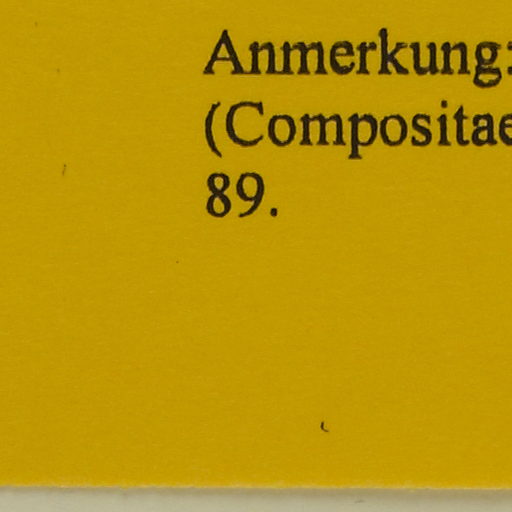 Anmerkung:
(Compositae
89.